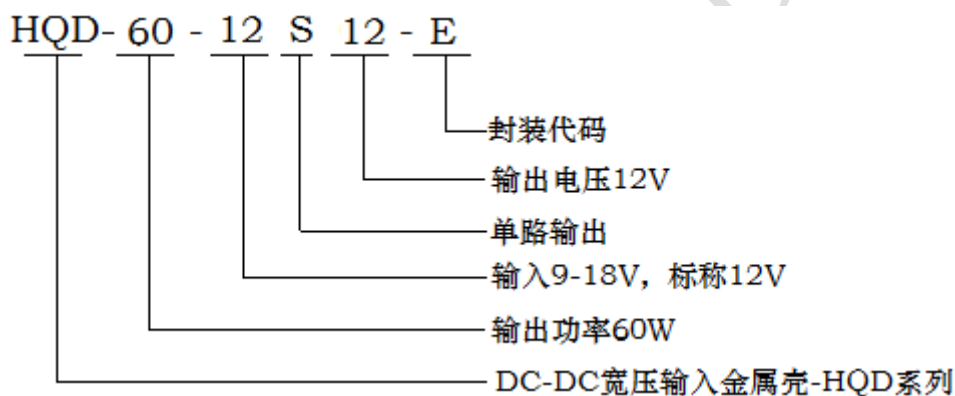 HQD- 60 - 12 S 12 - E
封装代码
输出电压12V
单路输出
输入9-18V，标称12V
输出功率60W
DC-DC宽压输入金属壳-HQD系列